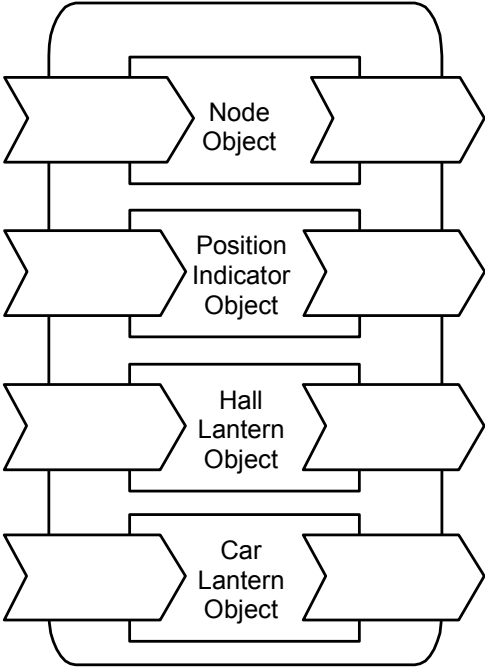 Node
Object
Position
Indicator
Object
Hall
Lantern
Object
Car
Lantern
Object